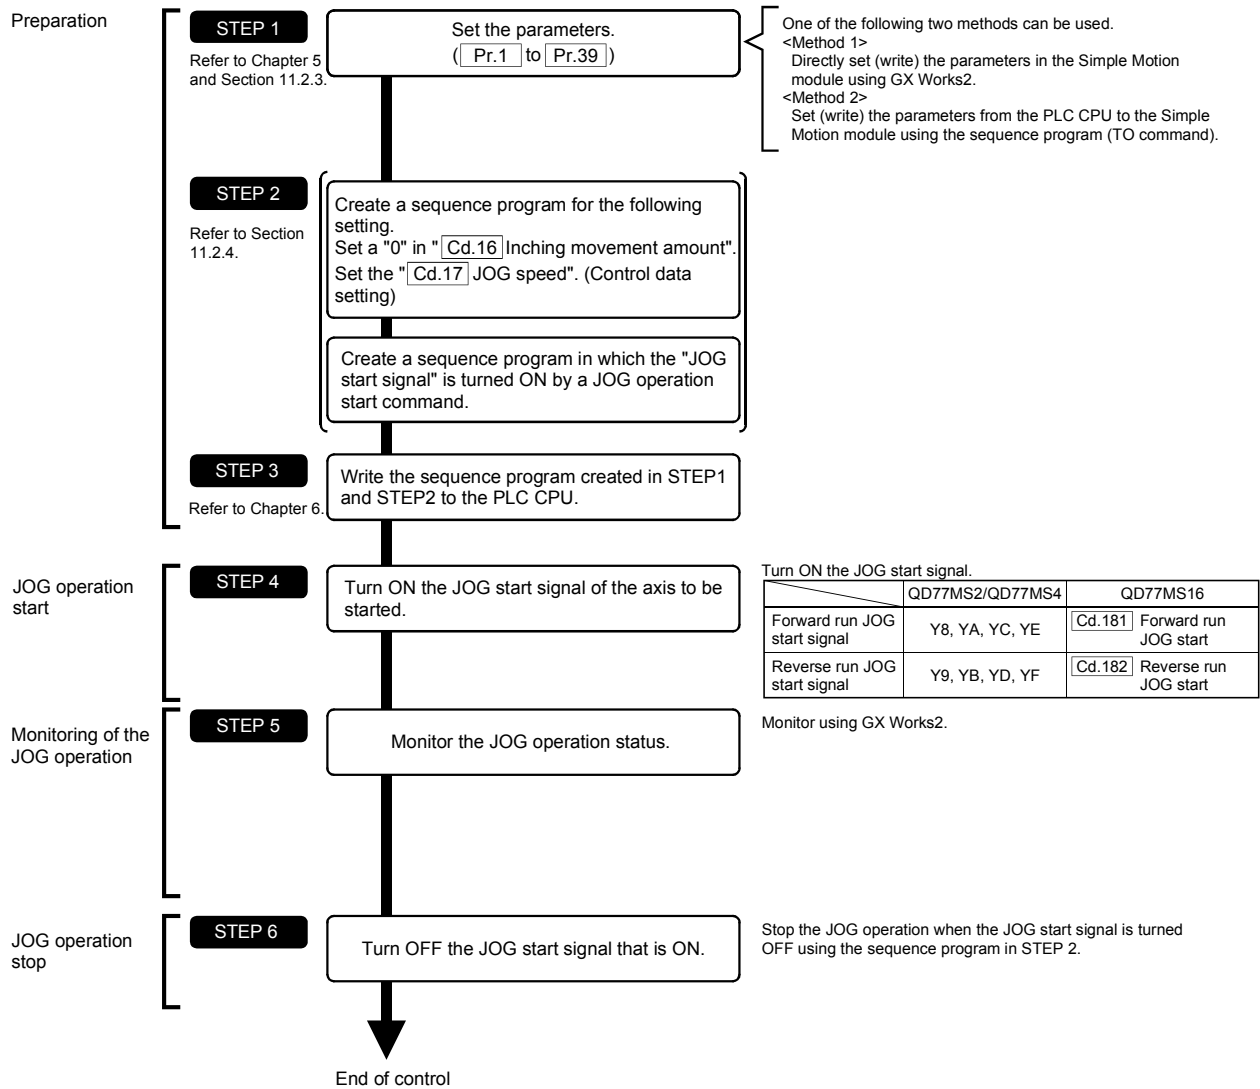 Preparation
STEP 1
Refer to Chapter 5
and Section 11.2.3.
Set the parameters.
( Pr.1 to Pr.39 )
One of the following two methods can be used.
<Method 1>
Directly set (write) the parameters in the Simple Motion
module using GX Works2.
<Method 2>
Set (write) the parameters from the PLC CPU to the Simple
Motion module using the sequence program (TO command).
STEP 2
Refer to Section
11.2.4.
Create a sequence program for the following
setting.
Set a "0" in " Cd.16 Inching movement amount".
Set the " Cd.17 JOG speed". (Control data
setting)
Create a sequence program in which the "JOG
start signal" is turned ON by a JOG operation
start command.
STEP 3
Refer to Chapter 6.
Write the sequence program created in STEP1
and STEP2 to the PLC CPU.
JOG operation
start
STEP 4
Turn ON the JOG start signal of the axis to be
started.
Turn ON the JOG start signal.
QD77MS2/QD77MS4 QD77MS16
Forward run JOG
start signal
Y8, YA, YC, YE
Cd.181 Forward run
JOG start
Reverse run JOG
start signal
Y9, YB, YD, YF
Cd.182 Reverse run
JOG start
Monitoring of the
JOG operation
STEP 5
Monitor the JOG operation status.
Monitor using GX Works2.
JOG operation
stop
STEP 6
Turn OFF the JOG start signal that is ON.
Stop the JOG operation when the JOG start signal is turned
OFF using the sequence program in STEP 2.
End of control